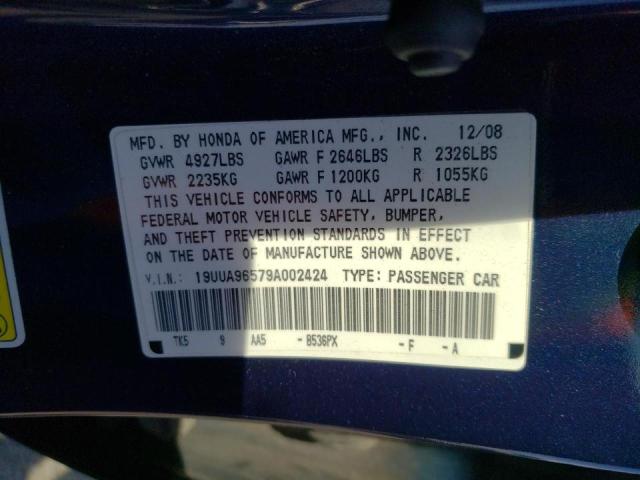 MFD. BY HONDA OF AMERICA MFG., INC. 12/08
GVWR 4927LBS GAWR F 2646LBS R 2326LBS
GVWR 2235KG GAWR F 1200KG R 1055KG
THIS VEHICLE CONFORMS TO ALL APPLICABLE
FEDERAL MOTOR VEHICLE SAFETY, BUMPER,
AND THEFT PREVENTION STANDARDS IN EFFECT
ON THE DATE OF MANUFACTURE SHOWN ABOVE.
V.I.N.: 19UUA96579A002424 TYPE: PASSENGER CAR
TK5 9 AA5 -B536PX -F -A